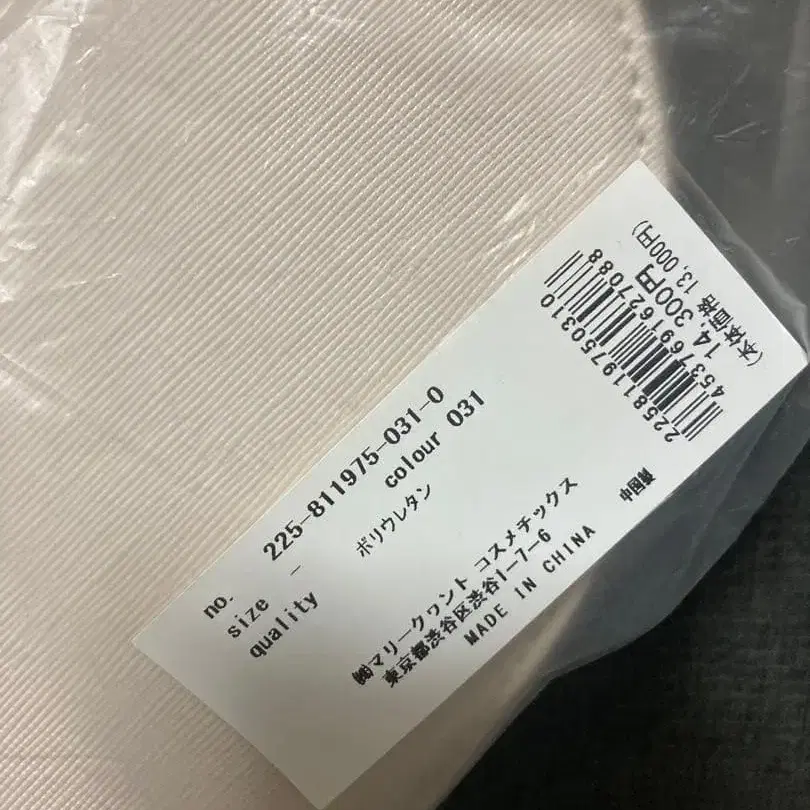 no. 225-811975-031-0
colour 031
size -
quality ポリウレタン
㈱マリークヮント コスメチックス
東京都渋谷区渋谷1-7-6
MADE IN CHINA 中国製
2258119750310
4537691627088
14,300円
(本体価格 13,000円)